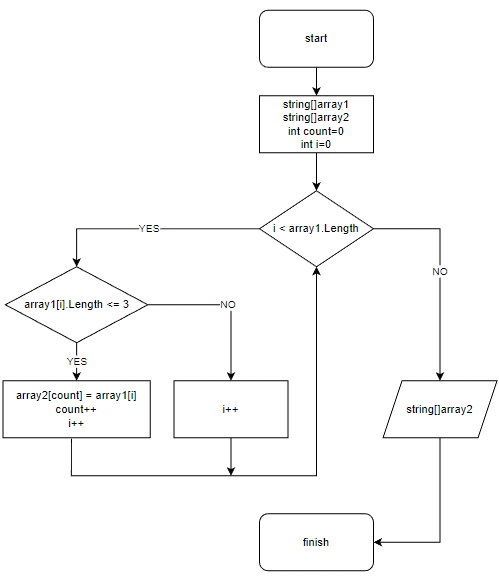 start
string[]array1
string[]array2
int count=0
int i=0
i < array1.Length
YES
NO
array1[i].Length <= 3
NO
YES
array2[count] = array1[i]
count++
i++
i++
string[]array2
finish